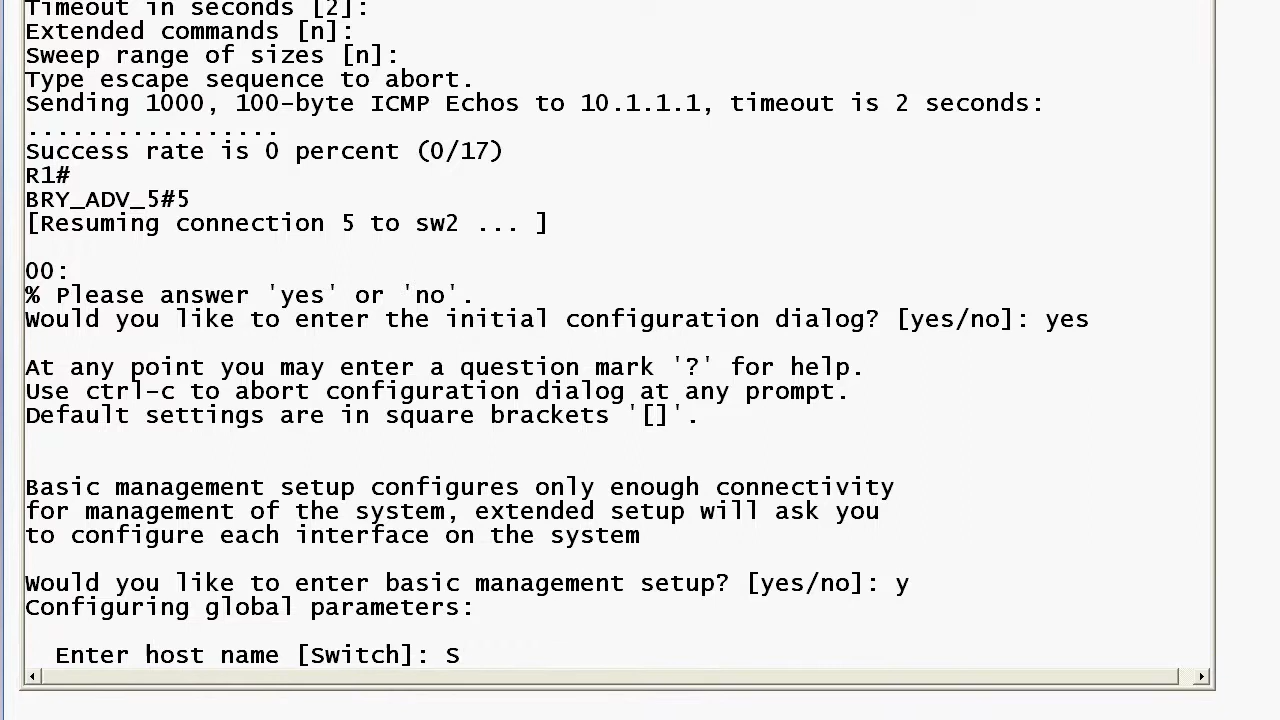 Timeout in seconds [2]:
Extended commands [n]:
Sweep range of sizes [n]:
Type escape sequence to abort.
Sending 1000, 100-byte ICMP Echos to 10.1.1.1, timeout is 2 seconds:
.................
Success rate is 0 percent (0/17)
R1#
BRY_ADV_5#5
[Resuming connection 5 to sw2 ... ]
00:
% Please answer 'yes' or 'no'.
Would you like to enter the initial configuration dialog? [yes/no]: yes
At any point you may enter a question mark '?' for help.
Use ctrl-c to abort configuration dialog at any prompt.
Default settings are in square brackets '[]'.
Basic management setup configures only enough connectivity
for management of the system, extended setup will ask you
to configure each interface on the system
Would you like to enter basic management setup? [yes/no]: y
Configuring global parameters:
Enter host name [Switch]: S